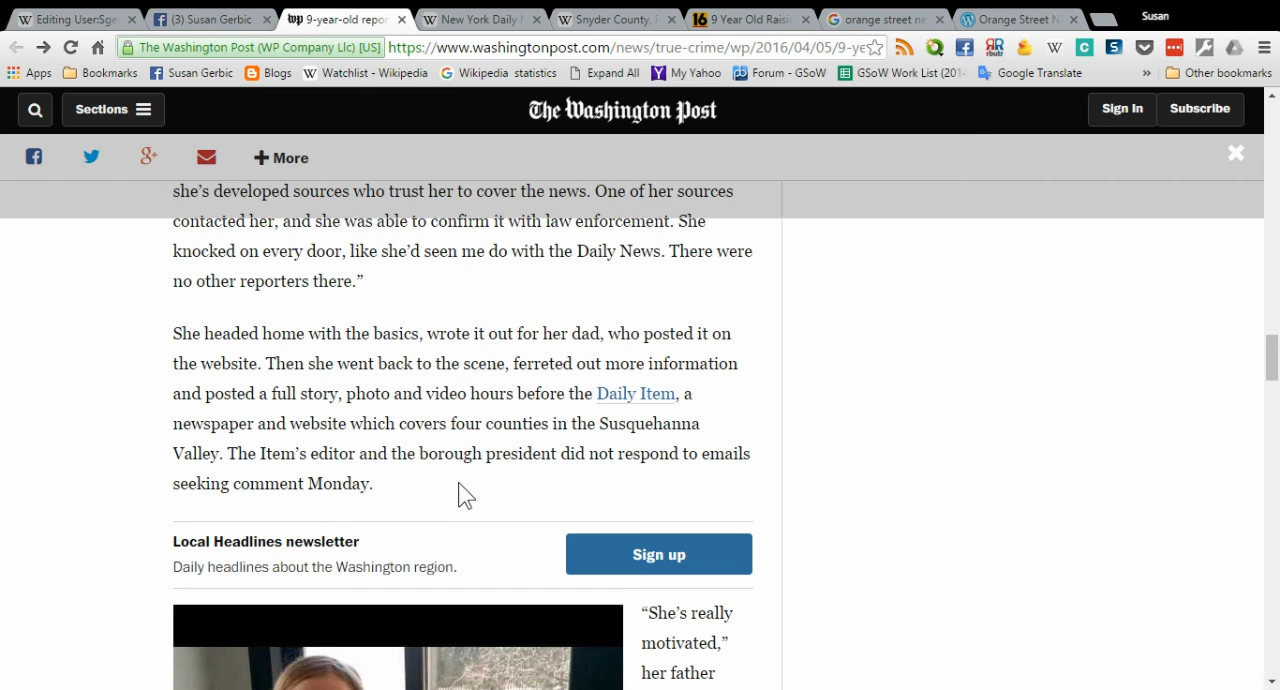 Susan
Editing User:Sge
(3) Susan Gerbic
9-year-old repor
New York Daily
Snyder County,
9 Year Old Raisin
orange street ne
Orange Street N
The Washington Post (WP Company Llc) [US]
https://www.washingtonpost.com/news/true-crime/wp/2016/04/05/9-ye
Apps
Bookmarks
Susan Gerbic
Blogs
Watchlist - Wikipedia
Wikipedia statistics
Expand All
My Yahoo
Forum - GSoW
GSoW Work List (201
Google Translate
»
Other bookmarks
Sections
The Washington Post
Sign In
Subscribe
More
she’s developed sources who trust her to cover the news. One of her sources
contacted her, and she was able to confirm it with law enforcement. She
knocked on every door, like she’d seen me do with the Daily News. There were
no other reporters there.”
She headed home with the basics, wrote it out for her dad, who posted it on
the website. Then she went back to the scene, ferreted out more information
and posted a full story, photo and video hours before the Daily Item, a
newspaper and website which covers four counties in the Susquehanna
Valley. The Item’s editor and the borough president did not respond to emails
seeking comment Monday.
Local Headlines newsletter
Daily headlines about the Washington region.
Sign up
“She’s really
motivated,”
her father